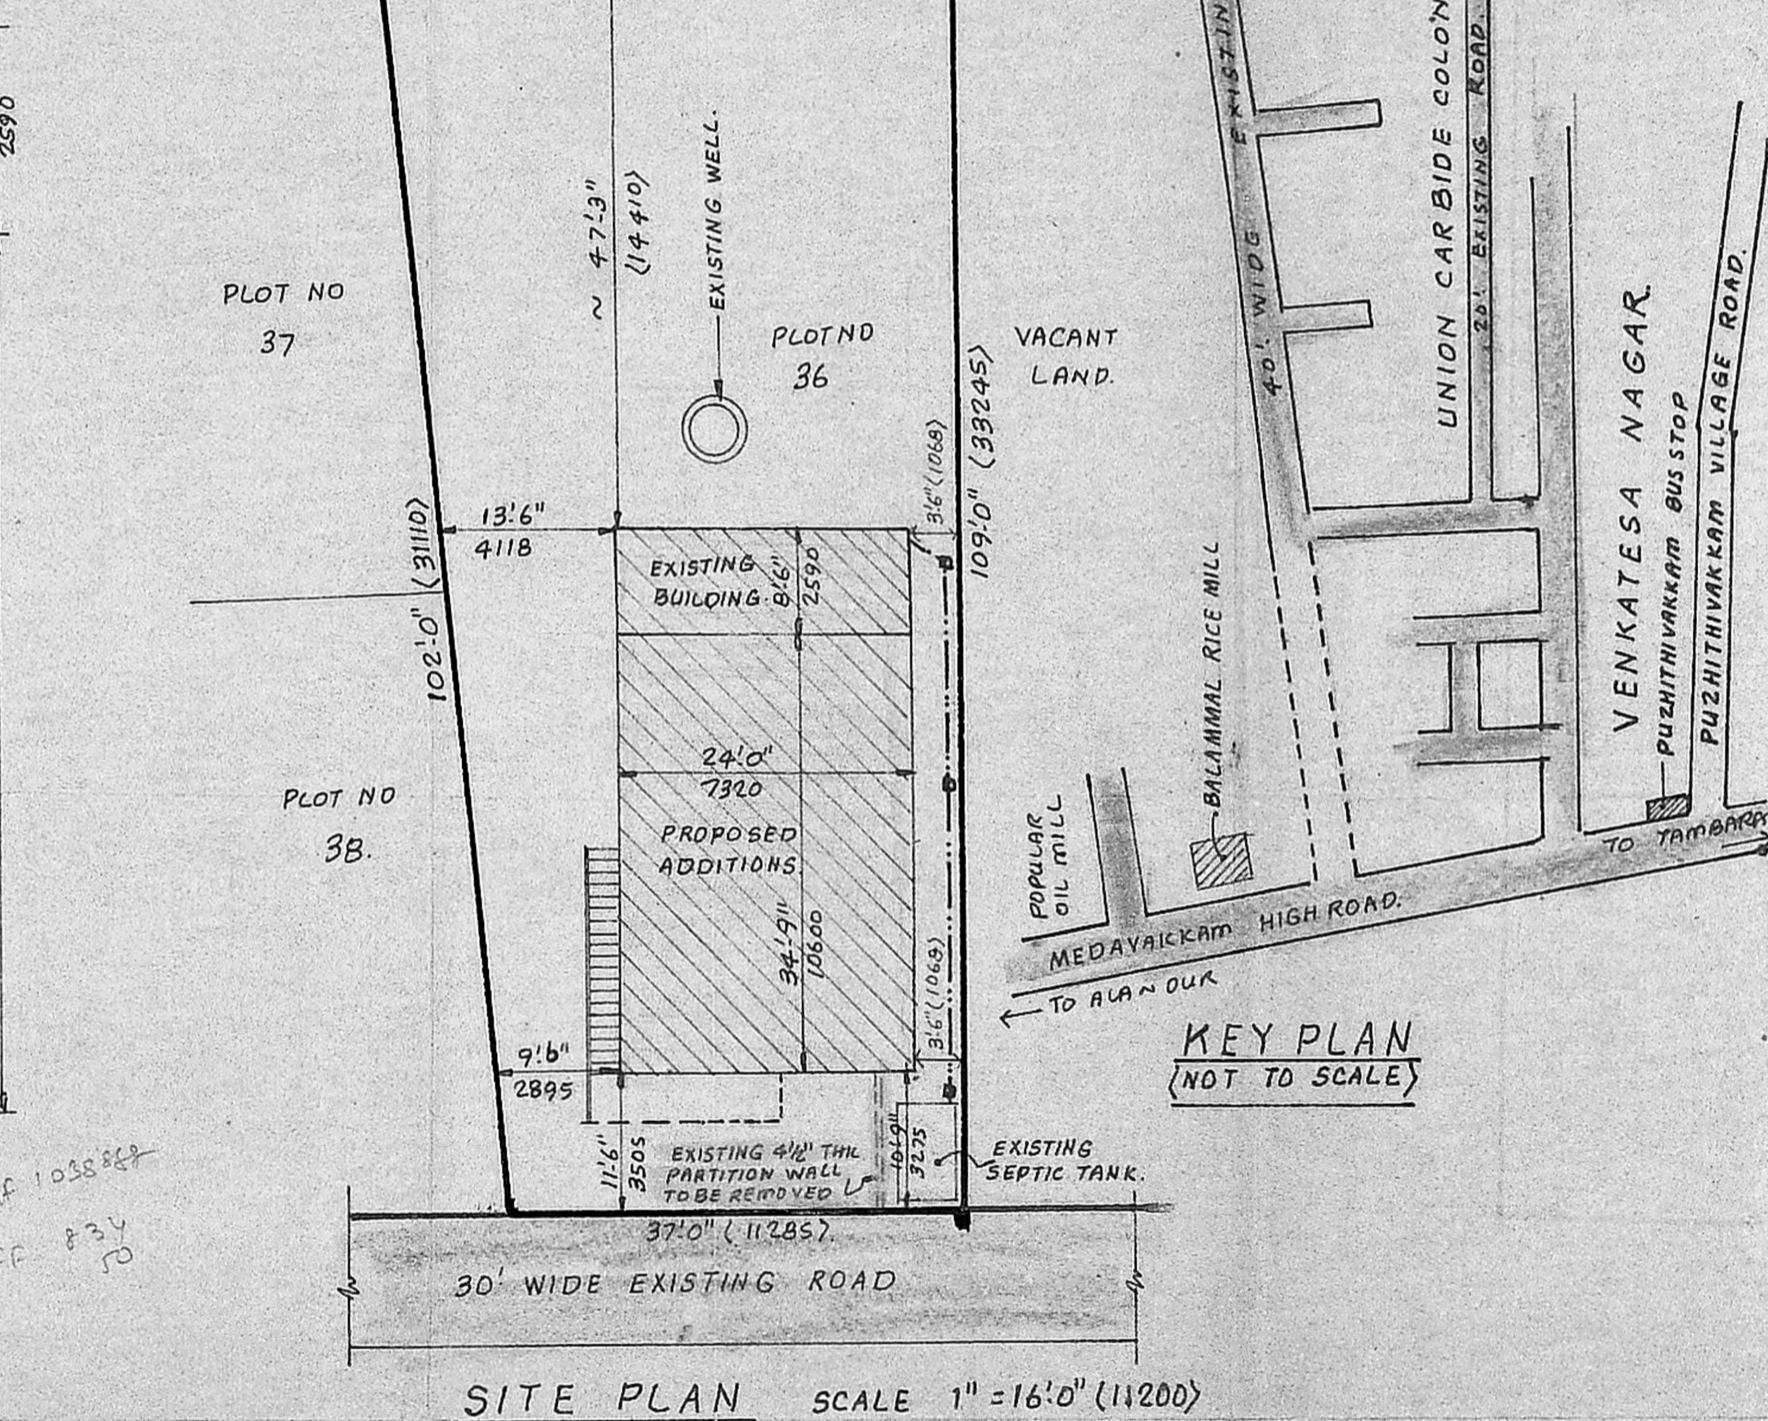 2590
PLOT NO
37
~ 47'-3"
(14410)
EXISTING WELL.
PLOT NO
36
VACANT
LAND.
109'.0" (33245)
3'.6" (1068)
13'.6"
4118
102'-0" (31110)
EXISTING
BUILDING.
8'.6"
2590
PLOT NO
38.
24'.0"
7320
PROPOSED
ADDITIONS.
34'-9"
10600
3'.6" (1068)
9'.6"
2895
11'-6"
3505
EXISTING 4½" THK
PARTITION WALL
TO BE REMOVED
10'-9"
3275
EXISTING
SEPTIC TANK.
37'.0" (11285).
30' WIDE EXISTING ROAD
SITE PLAN SCALE 1" = 16'.0" (1:200)
40'. WIDE EXISTIN
UNION CARBIDE COLO'N
20'. EXISTING ROAD.
VENKATESA NAGAR.
PUZHITHIVAKKAM BUS STOP
PUZHITHIVAKKAM VILLAGE ROAD.
BALAMMAL RICE MILL
POPULAR
OIL MILL
TO TAMBARA
MEDAVAKKAM HIGH ROAD.
TO ALANDUR
KEY PLAN
(NOT TO SCALE)
834
50